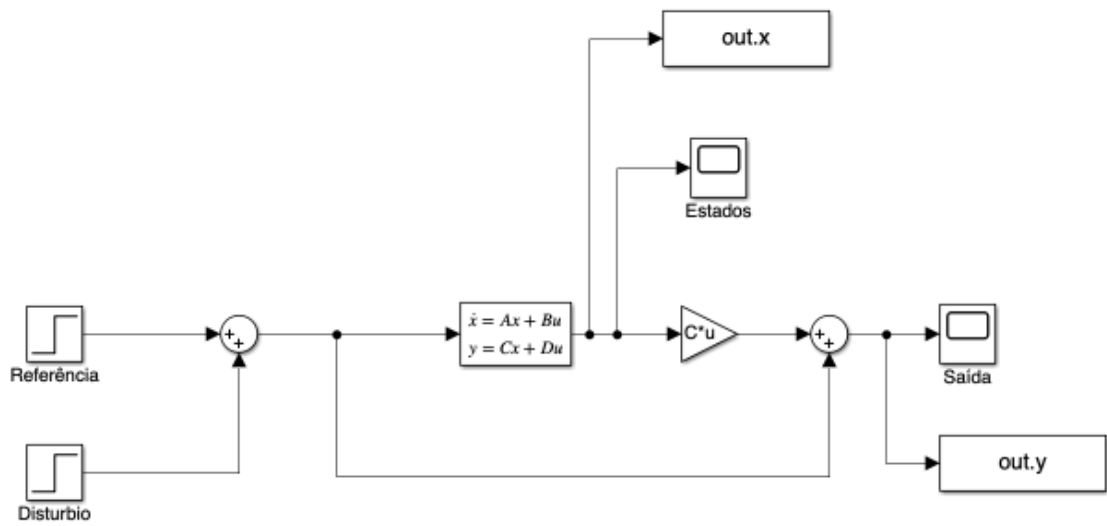 out.x
Estados
Referência
+
+
ẋ = Ax + Bu
y = Cx + Du
C*u
+
+
Saída
Disturbio
out.y